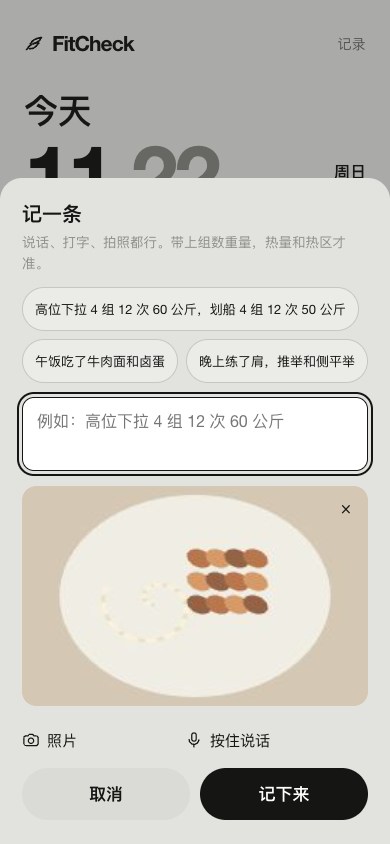 FitCheck
记录
今天
11.22
周日
记一条
说话、打字、拍照都行。带上组数重量，热量和热区才
准。
高位下拉 4 组 12 次 60 公斤，划船 4 组 12 次 50 公斤
午饭吃了牛肉面和卤蛋
晚上练了肩，推举和侧平举
例如：高位下拉 4 组 12 次 60 公斤
×
照片
按住说话
取消
记下来